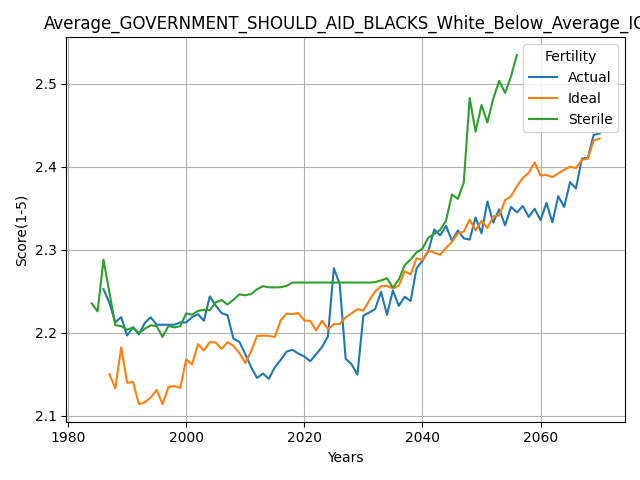 Average_GOVERNMENT_SHOULD_AID_BLACKS_White_Below_Average_IC
Fertility
Actual
Ideal
Sterile
2.5
2.4
2.3
2.2
2.1
Score(1-5)
1980 2000 2020 2040 2060
Years